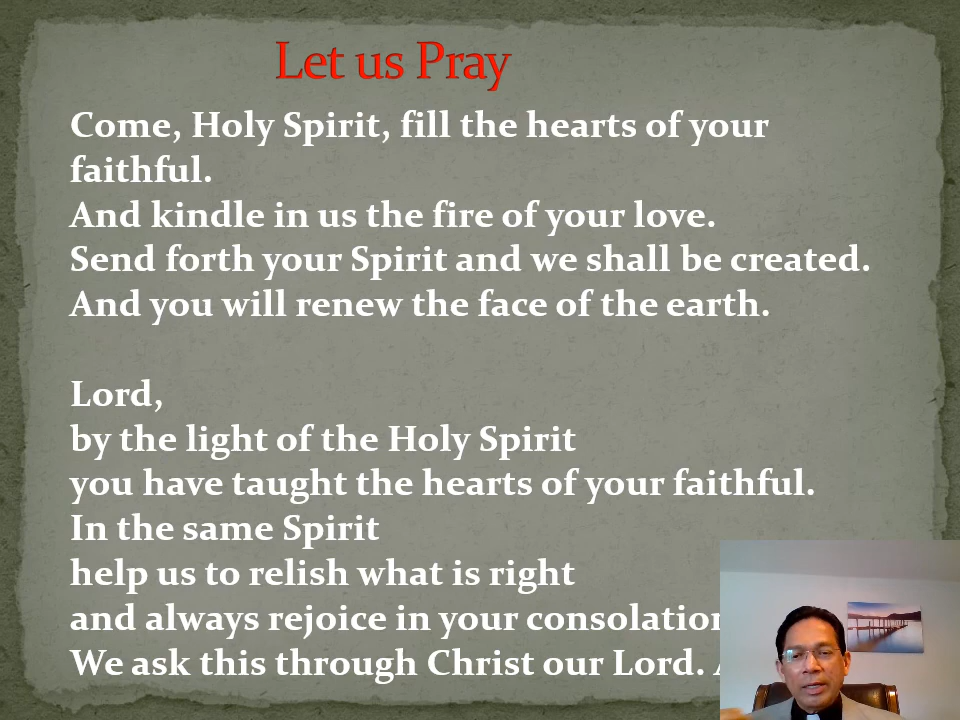 Let us Pray
Come, Holy Spirit, fill the hearts of your
faithful.
And kindle in us the fire of your love.
Send forth your Spirit and we shall be created.
And you will renew the face of the earth.
Lord,
by the light of the Holy Spirit
you have taught the hearts of your faithful.
In the same Spirit
help us to relish what is right
and always rejoice in your
We ask this through Christ our Lord.